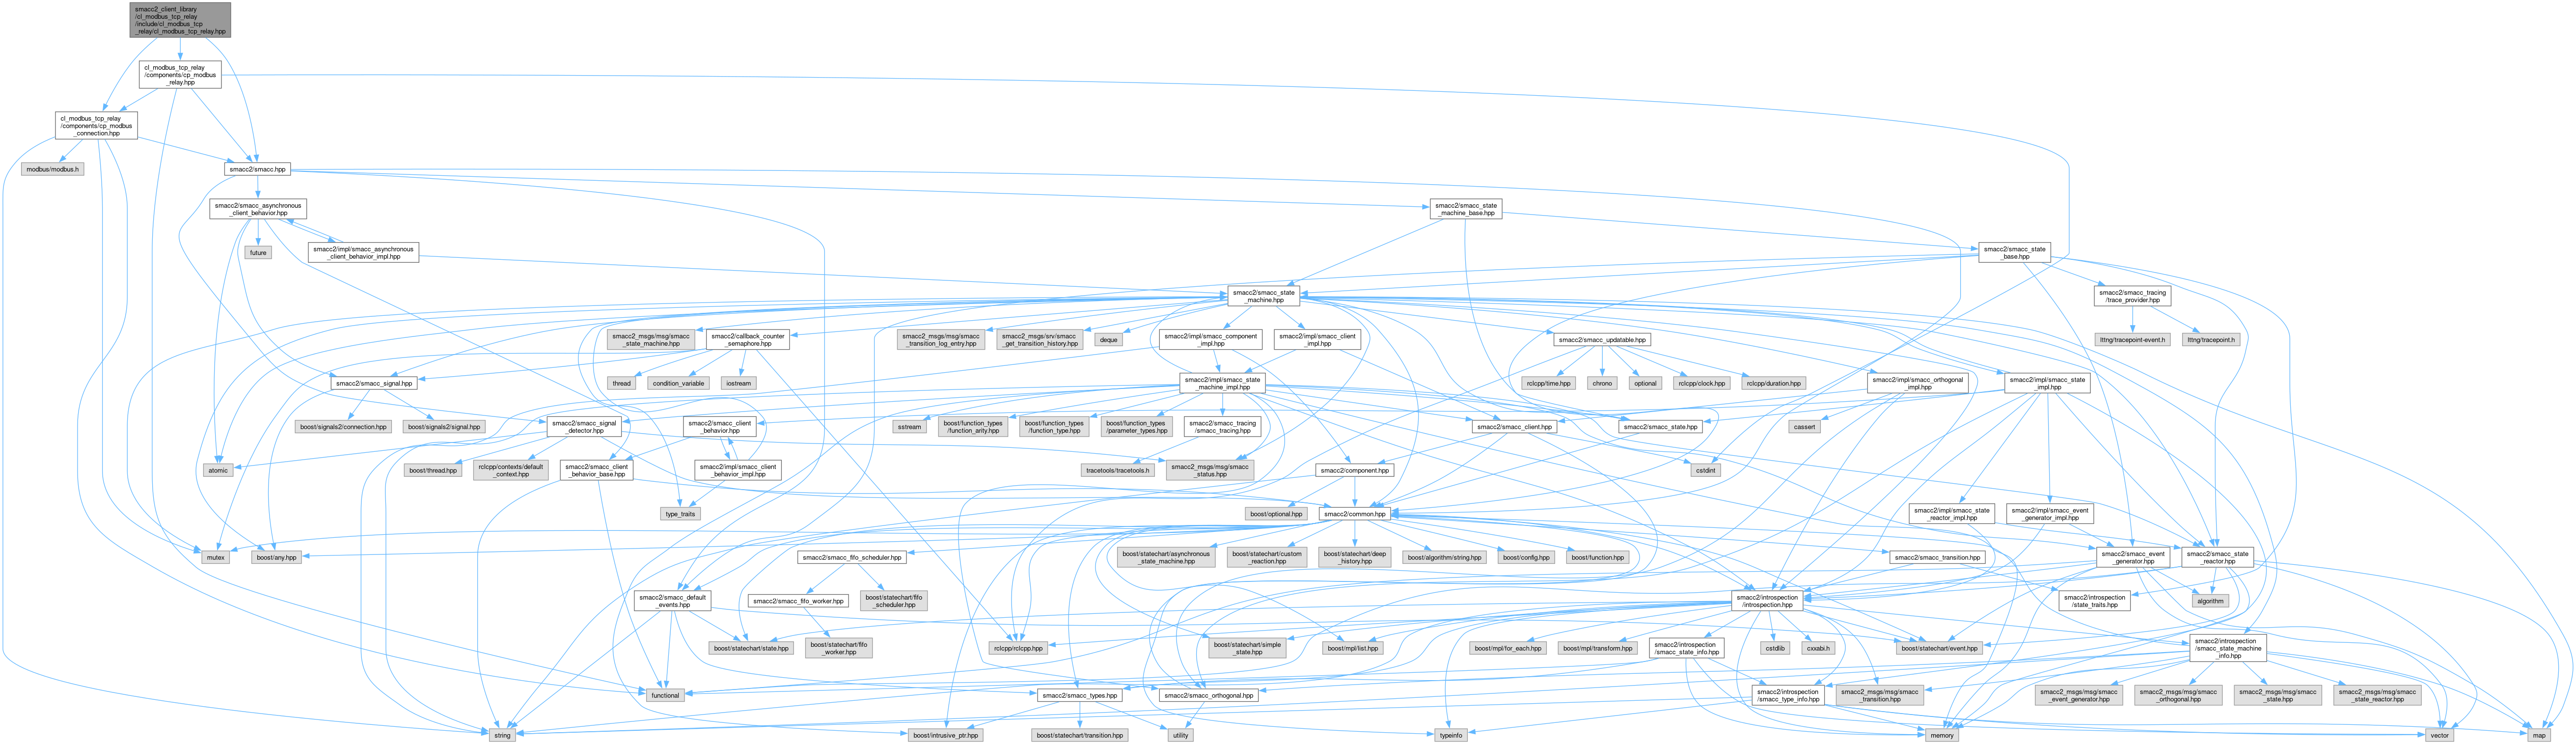 smacc2_client_library
/cl_modbus_tcp_relay
/include/cl_modbus_tcp
_relay/cl_modbus_tcp_relay.hpp
cl_modbus_tcp_relay
/components/cp_modbus
_relay.hpp
cl_modbus_tcp_relay
/components/cp_modbus
_connection.hpp
modbus/modbus.h
smacc2/smacc.hpp
smacc2/smacc_asynchronous
_client_behavior.hpp
smacc2/smacc_state
_machine_base.hpp
future
smacc2/impl/smacc_asynchronous
_client_behavior_impl.hpp
smacc2/smacc_state
_base.hpp
smacc2/smacc_state
_machine.hpp
smacc2/smacc_tracing
/trace_provider.hpp
smacc2_msgs/msg/smacc
_state_machine.hpp
smacc2/callback_counter
_semaphore.hpp
smacc2_msgs/msg/smacc
_transition_log_entry.hpp
smacc2_msgs/srv/smacc
_get_transition_history.hpp
deque
smacc2/impl/smacc_component
_impl.hpp
smacc2/impl/smacc_client
_impl.hpp
smacc2/smacc_updatable.hpp
lttng/tracepoint-event.h
lttng/tracepoint.h
smacc2/smacc_signal.hpp
thread
condition_variable
iostream
smacc2/impl/smacc_state
_machine_impl.hpp
rclcpp/time.hpp
chrono
optional
rclcpp/clock.hpp
rclcpp/duration.hpp
smacc2/impl/smacc_orthogonal
_impl.hpp
smacc2/impl/smacc_state
_impl.hpp
boost/signals2/connection.hpp
boost/signals2/signal.hpp
smacc2/smacc_signal
_detector.hpp
smacc2/smacc_client
_behavior.hpp
sstream
boost/function_types
/function_arity.hpp
boost/function_types
/function_type.hpp
boost/function_types
/parameter_types.hpp
smacc2/smacc_tracing
/smacc_tracing.hpp
smacc2/smacc_client.hpp
smacc2/smacc_state.hpp
cassert
atomic
boost/thread.hpp
rclcpp/contexts/default
_context.hpp
smacc2/smacc_client
_behavior_base.hpp
smacc2/impl/smacc_client
_behavior_impl.hpp
tracetools/tracetools.h
smacc2_msgs/msg/smacc
_status.hpp
smacc2/component.hpp
cstdint
type_traits
boost/optional.hpp
smacc2/common.hpp
smacc2/impl/smacc_state
_reactor_impl.hpp
smacc2/impl/smacc_event
_generator_impl.hpp
mutex
boost/any.hpp
smacc2/smacc_fifo_scheduler.hpp
boost/statechart/asynchronous
_state_machine.hpp
boost/statechart/custom
_reaction.hpp
boost/statechart/deep
_history.hpp
boost/algorithm/string.hpp
boost/config.hpp
boost/function.hpp
smacc2/smacc_transition.hpp
smacc2/smacc_event
_generator.hpp
smacc2/smacc_state
_reactor.hpp
smacc2/smacc_default
_events.hpp
smacc2/smacc_fifo_worker.hpp
boost/statechart/fifo
_scheduler.hpp
smacc2/introspection
/introspection.hpp
smacc2/introspection
/state_traits.hpp
algorithm
boost/statechart/state.hpp
boost/statechart/fifo
_worker.hpp
rclcpp/rclcpp.hpp
boost/statechart/simple
_state.hpp
boost/mpl/list.hpp
boost/mpl/for_each.hpp
boost/mpl/transform.hpp
smacc2/introspection
/smacc_state_info.hpp
cstdlib
cxxabi.h
boost/statechart/event.hpp
smacc2/introspection
/smacc_state_machine
_info.hpp
functional
smacc2/smacc_types.hpp
smacc2/smacc_orthogonal.hpp
smacc2/introspection
/smacc_type_info.hpp
smacc2_msgs/msg/smacc
_transition.hpp
smacc2_msgs/msg/smacc
_event_generator.hpp
smacc2_msgs/msg/smacc
_orthogonal.hpp
smacc2_msgs/msg/smacc
_state.hpp
smacc2_msgs/msg/smacc
_state_reactor.hpp
string
boost/intrusive_ptr.hpp
boost/statechart/transition.hpp
utility
typeinfo
memory
vector
map